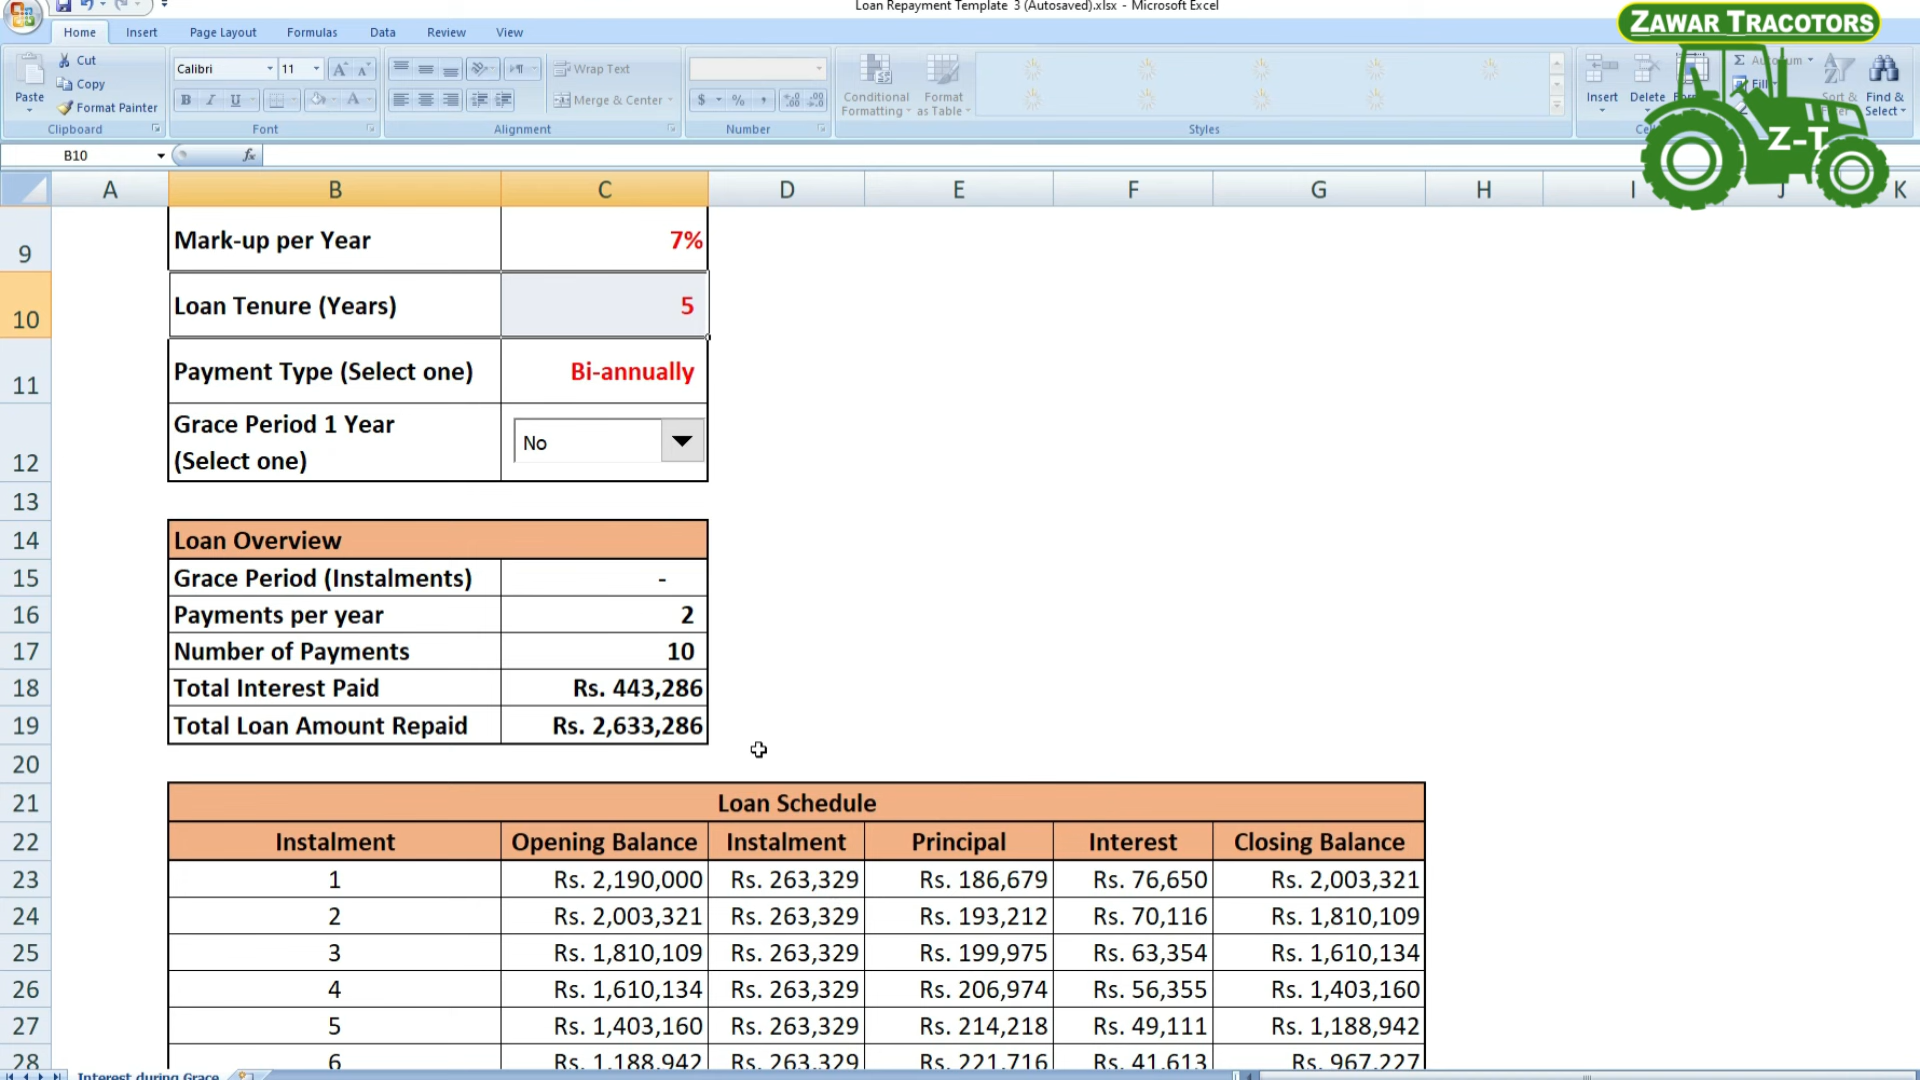 Loan Repayment Template 3 (Autosaved).xlsx - Microsoft Excel
ZAWAR TRACOTORS
Z-T
Home Insert Page Layout Formulas Data Review View
Paste
Cut
Copy
Format Painter
Clipboard
Calibri 11
B I U
Font
Wrap Text
Merge & Center
Alignment
$ % ,
Number
Conditional Formatting
Format as Table
Styles
Insert Delete
Fill
Find & Select
B10
fx
A B C D E F G H I J K
9 Mark-up per Year 7%
10 Loan Tenure (Years) 5
11 Payment Type (Select one) Bi-annually
12 Grace Period 1 Year
(Select one) No
13
14 Loan Overview
15 Grace Period (Instalments) -
16 Payments per year 2
17 Number of Payments 10
18 Total Interest Paid Rs. 443,286
19 Total Loan Amount Repaid Rs. 2,633,286
20
21 Loan Schedule
22 Instalment Opening Balance Instalment Principal Interest Closing Balance
23 1 Rs. 2,190,000 Rs. 263,329 Rs. 186,679 Rs. 76,650 Rs. 2,003,321
24 2 Rs. 2,003,321 Rs. 263,329 Rs. 193,212 Rs. 70,116 Rs. 1,810,109
25 3 Rs. 1,810,109 Rs. 263,329 Rs. 199,975 Rs. 63,354 Rs. 1,610,134
26 4 Rs. 1,610,134 Rs. 263,329 Rs. 206,974 Rs. 56,355 Rs. 1,403,160
27 5 Rs. 1,403,160 Rs. 263,329 Rs. 214,218 Rs. 49,111 Rs. 1,188,942
28 6 Rs. 1,188,942 Rs. 263,329 Rs. 221,716 Rs. 41,613 Rs. 967,227
Interest during Grace